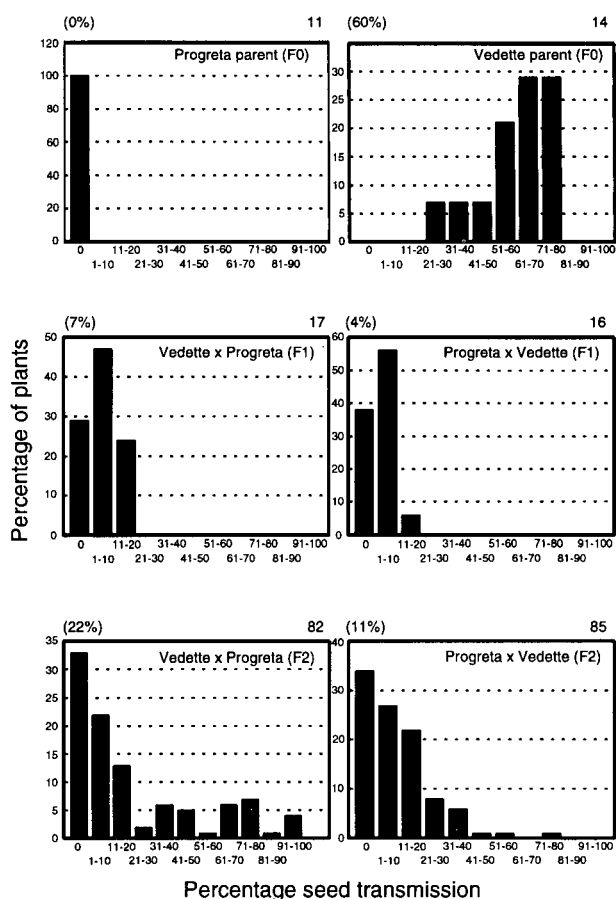 (0%) 11
Progreta parent (F0)
120
100
80
60
40
20
0
0 11-20 31-40 51-60 71-80 91-100
1-10 21-30 41-50 61-70 81-90
(60%) 14
Vedette parent (F0)
30
25
20
15
10
5
0
0 11-20 31-40 51-60 71-80 91-100
1-10 21-30 41-50 61-70 81-90
Percentage of plants
(7%) 17
Vedette x Progreta (F1)
50
40
30
20
10
0
0 11-20 31-40 51-60 71-80 91-100
1-10 21-30 41-50 61-70 81-90
(4%) 16
Progreta x Vedette (F1)
60
50
40
30
20
10
0
0 11-20 31-40 51-60 71-80 91-100
1-10 21-30 41-50 61-70 81-90
(22%) 82
Vedette x Progreta (F2)
35
30
25
20
15
10
5
0
0 11-20 31-40 51-60 71-80 91-100
1-10 21-30 41-50 61-70 81-90
(11%) 85
Progreta x Vedette (F2)
40
30
20
10
0
0 11-20 31-40 51-60 71-80 91-100
1-10 21-30 41-50 61-70 81-90
Percentage seed transmission